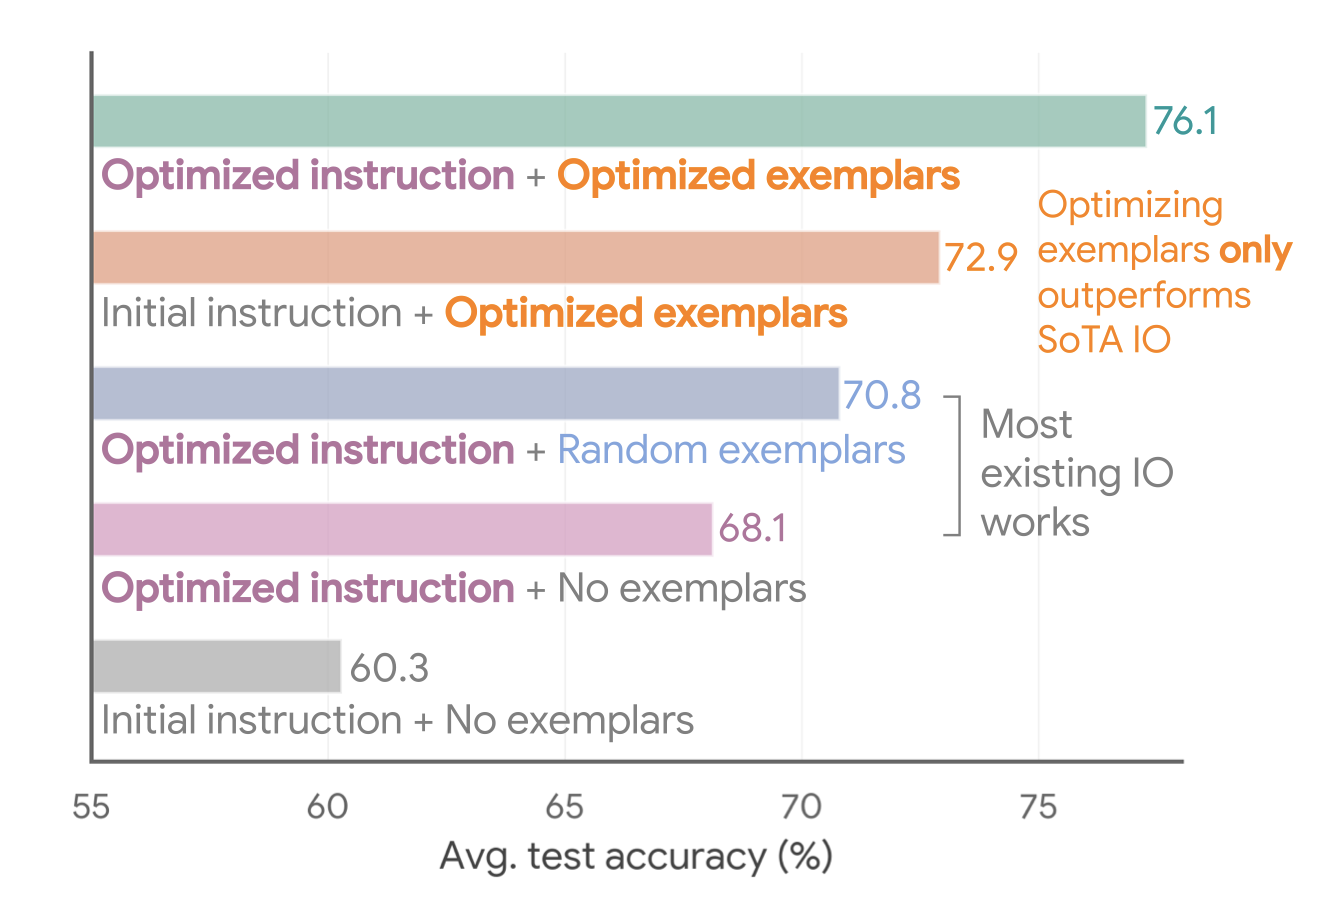 76.1
Optimized instruction + Optimized exemplars
Optimizing
exemplars only
outperforms
SoTA IO
72.9
Initial instruction + Optimized exemplars
70.8
Optimized instruction + Random exemplars
Most
existing IO
works
68.1
Optimized instruction + No exemplars
60.3
Initial instruction + No exemplars
55 60 65 70 75
Avg. test accuracy (%)